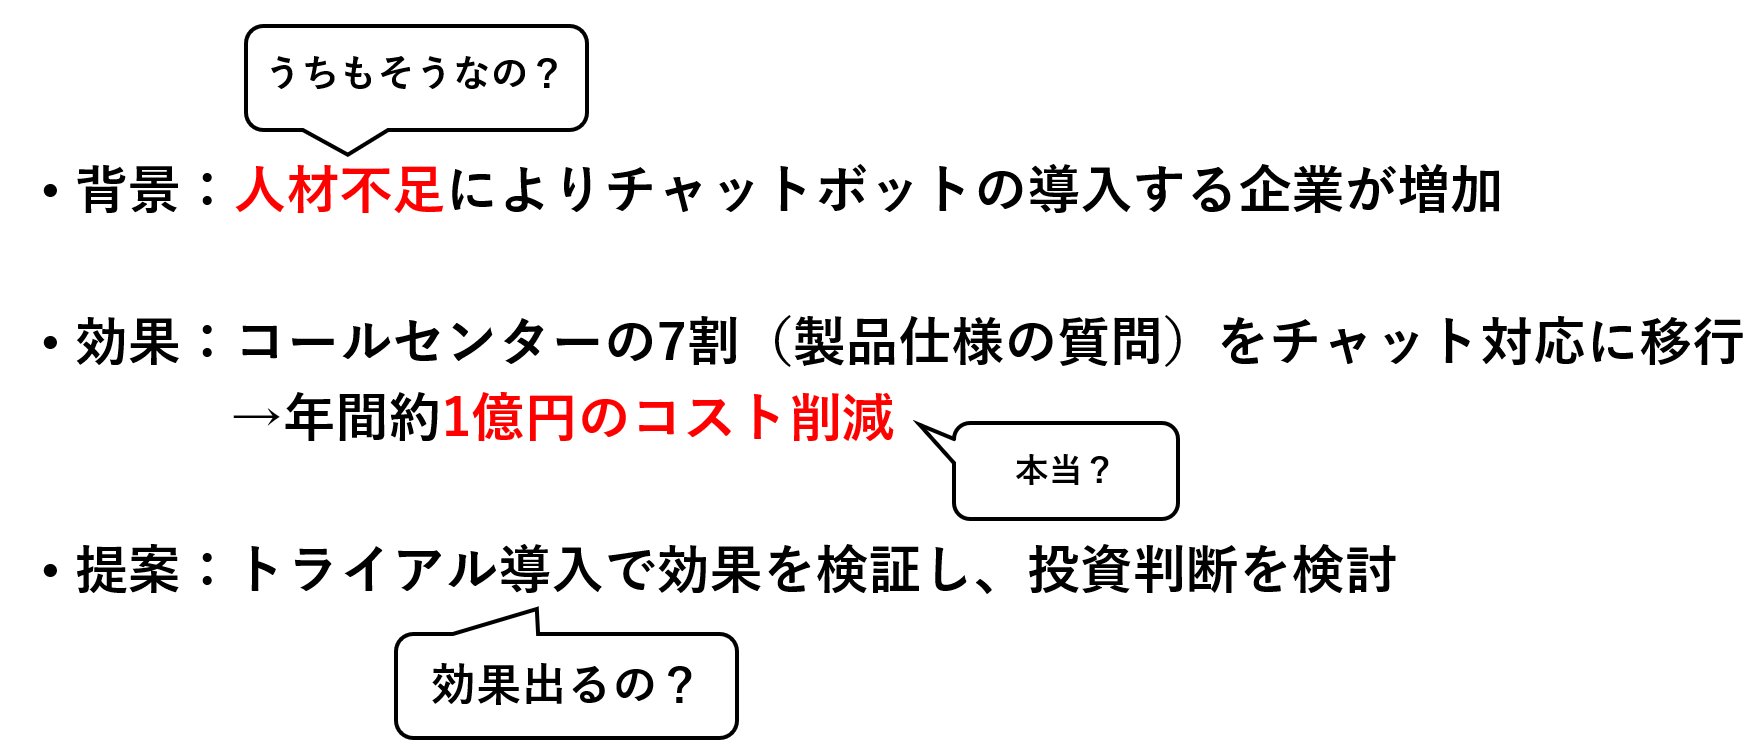 うちもそうなの？
・背景：人材不足によりチャットボットの導入する企業が増加
・効果：コールセンターの7割（製品仕様の質問）をチャット対応に移行
→年間約1億円のコスト削減
本当？
・提案：トライアル導入で効果を検証し、投資判断を検討
効果出るの？